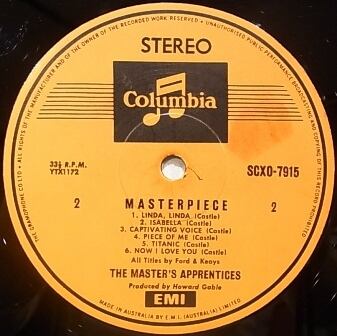 ALL RIGHTS OF THE MANUFACTURER AND OF THE OWNER OF THE RECORDED WORK RESERVED • UNAUTHORISED PUBLIC PERFORMANCE BROADCASTING AND COPYING OF THIS RECORD PROHIBITED
THE GRAMOPHONE CO LTD •
STEREO
Columbia
33⅓ R.P.M.
YTX1172
SCXO-7915
2
MASTERPIECE
2
1. LINDA, LINDA (Castle)
2. ISABELLA (Castle)
3. CAPTIVATING VOICE (Castle)
4. PIECE OF ME (Castle)
5. TITANIC (Castle)
6. NOW I LOVE YOU (Castle)
All Titles by Ford & Keays
THE MASTER'S APPRENTICES
Produced by Howard Gable
EMI
MADE IN AUSTRALIA BY E.M.I. (AUSTRALIA) LIMITED